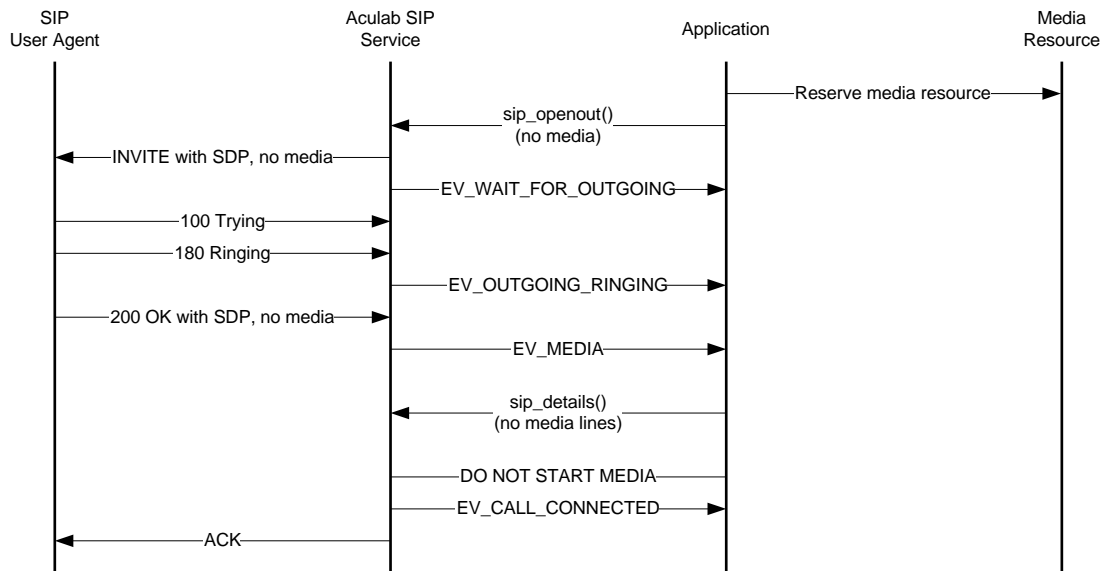 SIP
User Agent
Aculab SIP
Service
Application
Media
Resource
Reserve media resource
sip_openout()
(no media)
INVITE with SDP, no media
EV_WAIT_FOR_OUTGOING
100 Trying
180 Ringing
EV_OUTGOING_RINGING
200 OK with SDP, no media
EV_MEDIA
sip_details()
(no media lines)
DO NOT START MEDIA
EV_CALL_CONNECTED
ACK